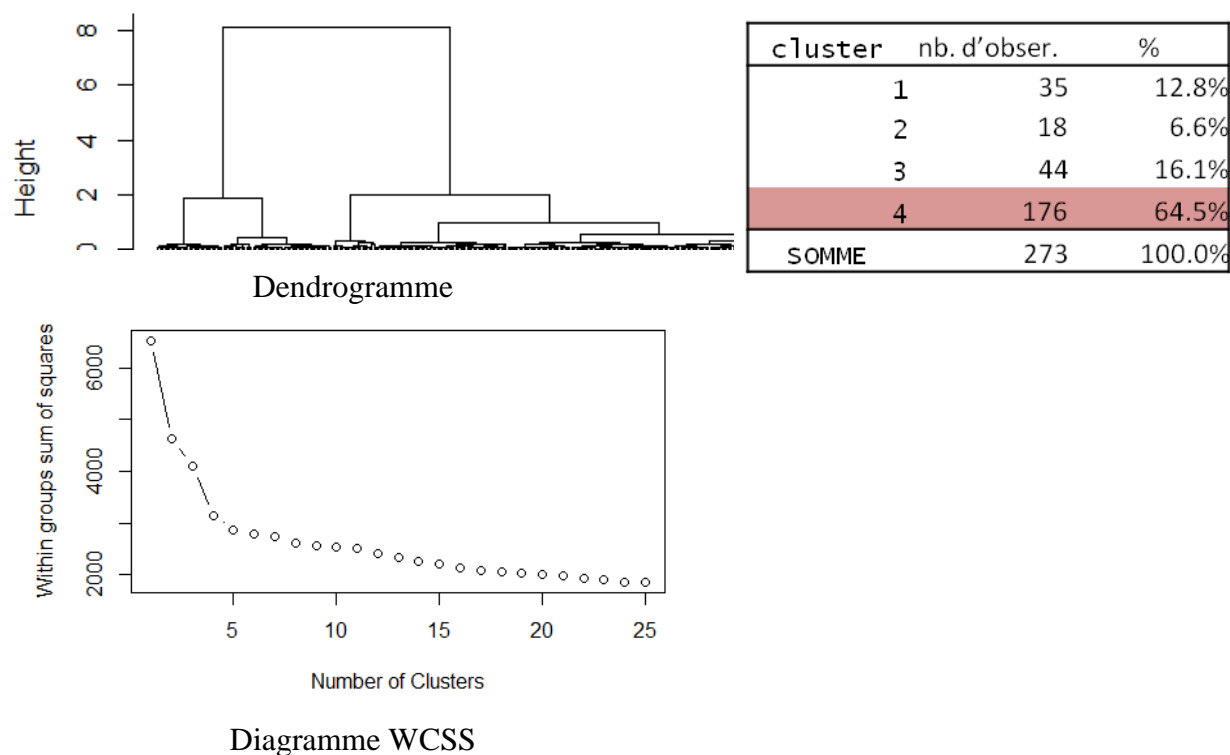 Height
8
6
4
2
0
Dendrogramme
cluster nb. d'obser. %
1 35 12.8%
2 18 6.6%
3 44 16.1%
4 176 64.5%
SOMME 273 100.0%
Within groups sum of squares
6000
4000
2000
5 10 15 20 25
Number of Clusters
Diagramme WCSS